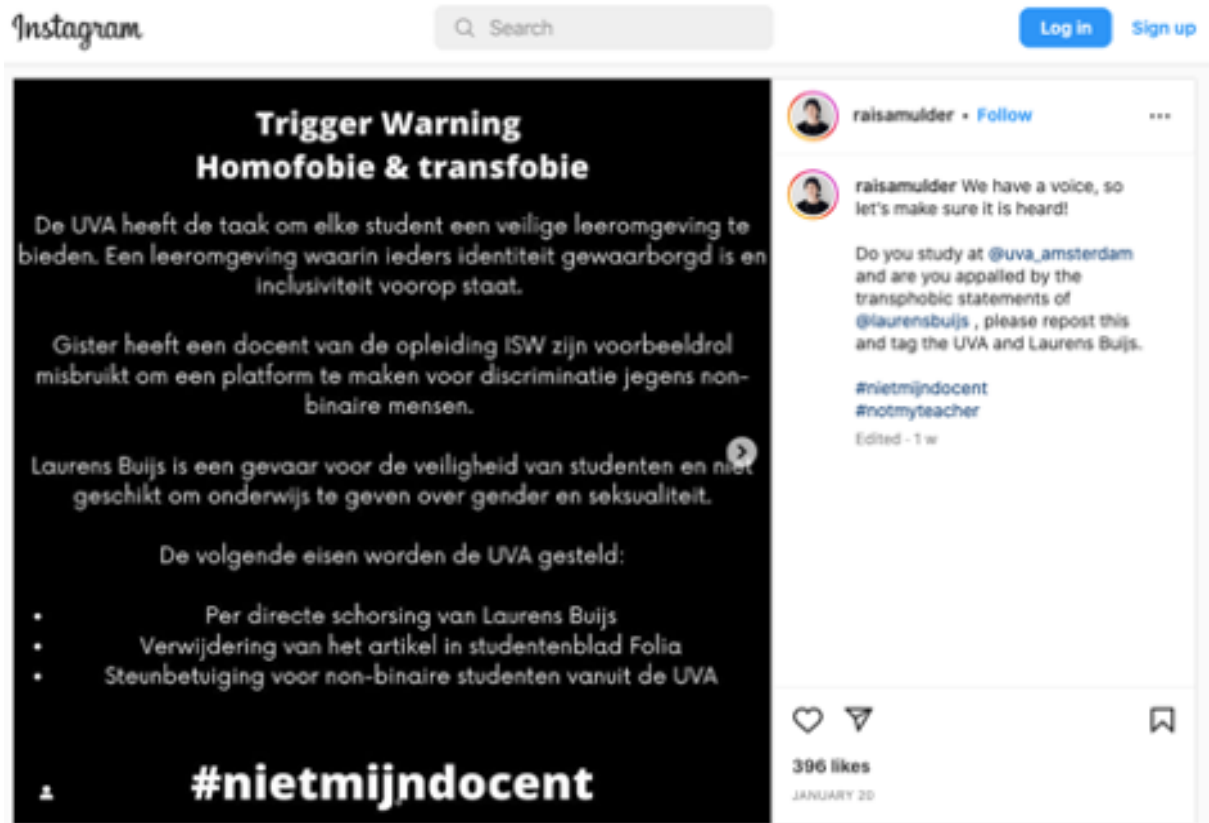 Instagram
Search
Log in
Sign up
Trigger Warning
Homofobie & transfobie
De UVA heeft de taak om elke student een veilige leeromgeving te
bieden. Een leeromgeving waarin ieders identiteit gewaarborgd is en
inclusiviteit voorop staat.
Gister heeft een docent van de opleiding ISW zijn voorbeeldrol
misbruikt om een platform te maken voor discriminatie jegens non-
binaire mensen.
Laurens Buijs is een gevaar voor de veiligheid van studenten en niet
geschikt om onderwijs te geven over gender en seksualiteit.
De volgende eisen worden de UVA gesteld:
• Per directe schorsing van Laurens Buijs
• Verwijdering van het artikel in studentenblad Folia
• Steunbetuiging voor non-binaire studenten vanuit de UVA
#nietmijndocent
raisamulder • Follow
raisamulder We have a voice, so
let's make sure it is heard!
Do you study at @uva_amsterdam
and are you appalled by the
transphobic statements of
@laurensbuijs , please repost this
and tag the UVA and Laurens Buijs.
#nietmijndocent
#notmyteacher
Edited · 1 w
396 likes
JANUARY 20